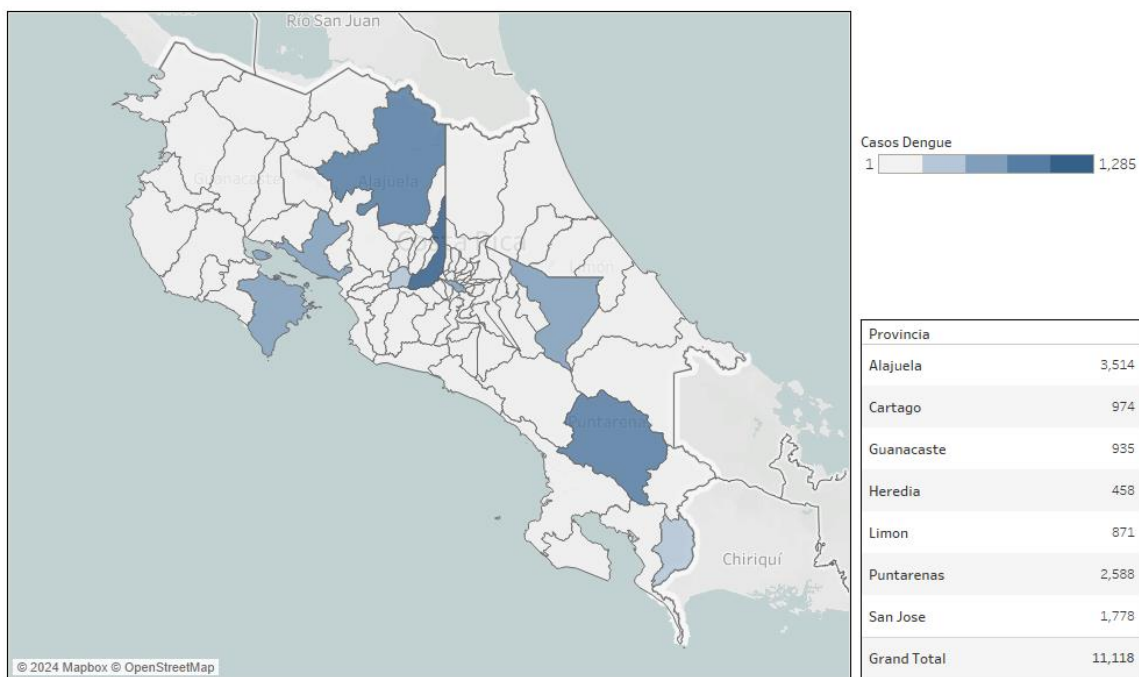 Río San Juan
Guanacaste
Alajuela
Costa Rica
Limón
Puntarenas
Chiriquí
© 2024 Mapbox © OpenStreetMap
Casos Dengue
1 1,285
Provincia
Alajuela 3,514
Cartago 974
Guanacaste 935
Heredia 458
Limon 871
Puntarenas 2,588
San Jose 1,778
Grand Total 11,118